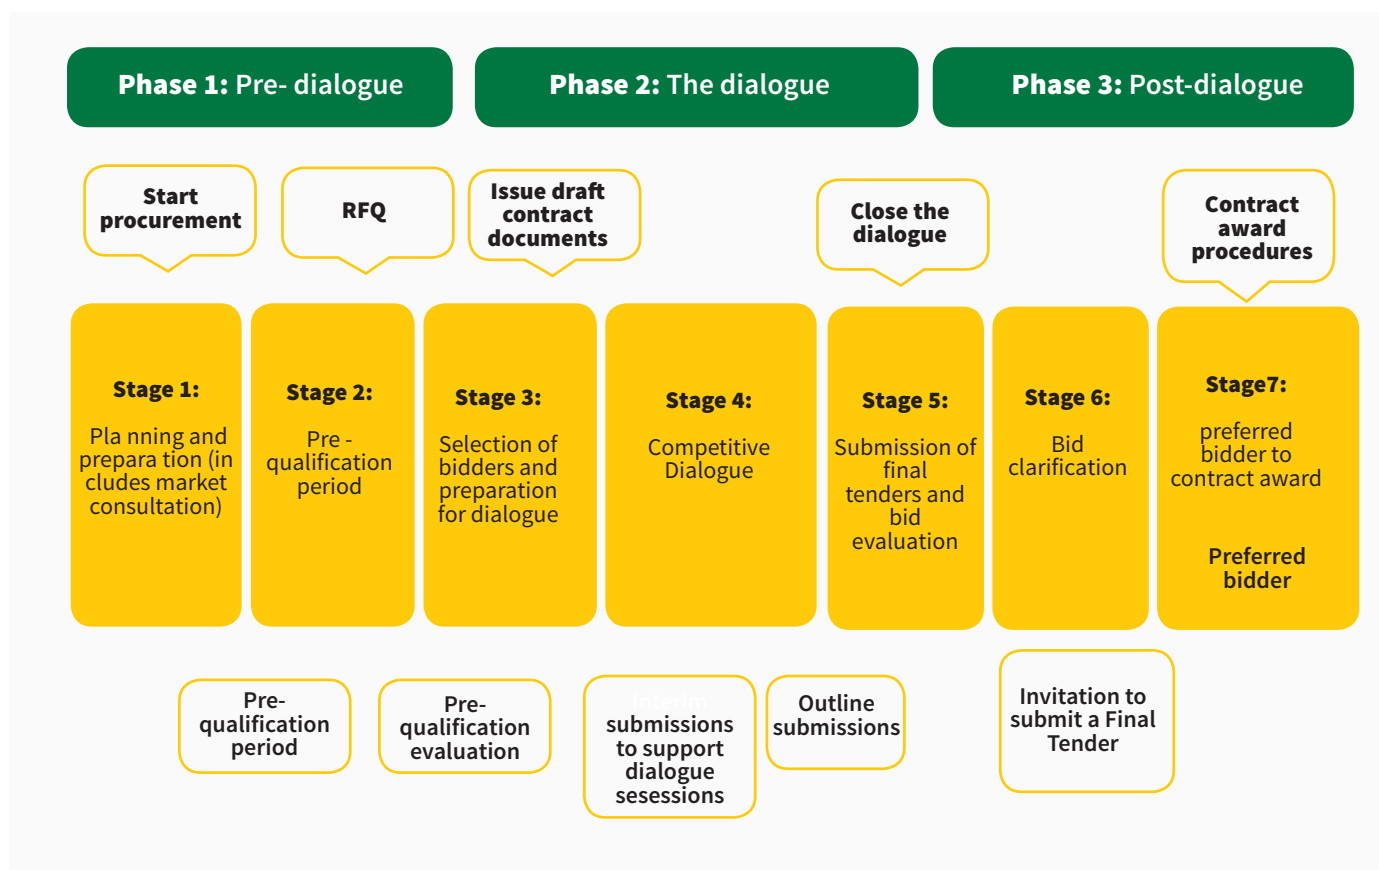 Phase 1: Pre- dialogue
Phase 2: The dialogue
Phase 3: Post-dialogue
Start
procurement
RFQ
Issue draft
contract
documents
Close the
dialogue
Contract
award
procedures
Stage 1:
Pla nning and
prepara tion (in
cludes market
consultation)
Stage 2:
Pre -
qualification
period
Stage 3:
Selection of
bidders and
preparation
for dialogue
Stage 4:
Competitive
Dialogue
Stage 5:
Submission of
final
tenders and
bid
evaluation
Stage 6:
Bid
clarification
Stage7:
preferred
bidder to
contract award
Preferred
bidder
Pre-
qualification
period
Pre-
qualification
evaluation
Interim
submissions
to support
dialogue
sesessions
Outline
submissions
Invitation to
submit a Final
Tender